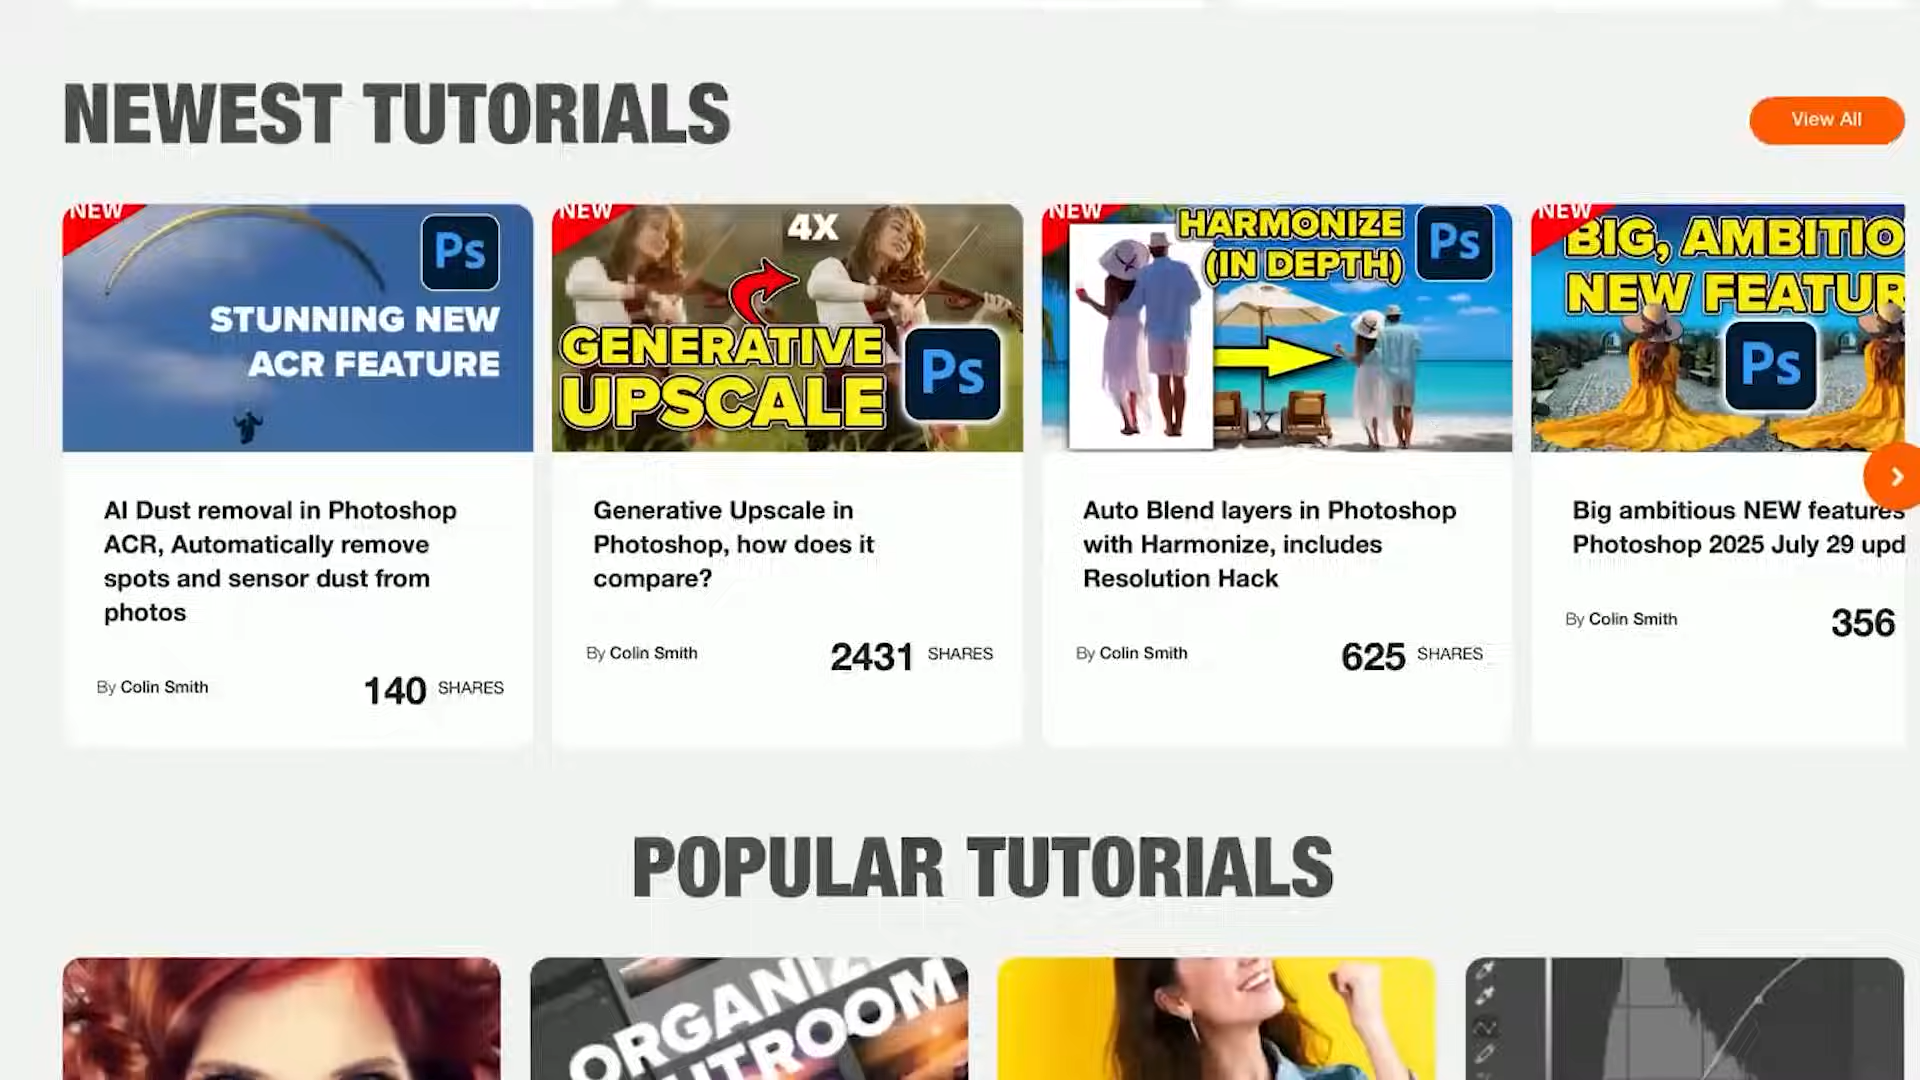 NEWEST TUTORIALS
View All
NEW
Ps
STUNNING NEW
ACR FEATURE
AI Dust removal in Photoshop
ACR, Automatically remove
spots and sensor dust from
photos
By Colin Smith
140 SHARES
NEW
4X
GENERATIVE
UPSCALE
Ps
Generative Upscale in
Photoshop, how does it
compare?
By Colin Smith
2431 SHARES
NEW
HARMONIZE
(IN DEPTH)
Ps
Auto Blend layers in Photoshop
with Harmonize, includes
Resolution Hack
By Colin Smith
625 SHARES
NEW
BIG, AMBITIO
NEW FEATUR
Ps
Big ambitious NEW features
Photoshop 2025 July 29 upd
By Colin Smith
356
POPULAR TUTORIALS
ORGANIZ
HTROOM